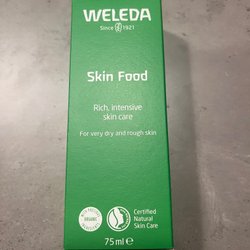 WELEDA
Since 1921
Skin Food
Rich, intensive
skin care
For very dry and rough skin
ORGANIC
Certified
Natural
Skin Care
75 ml e